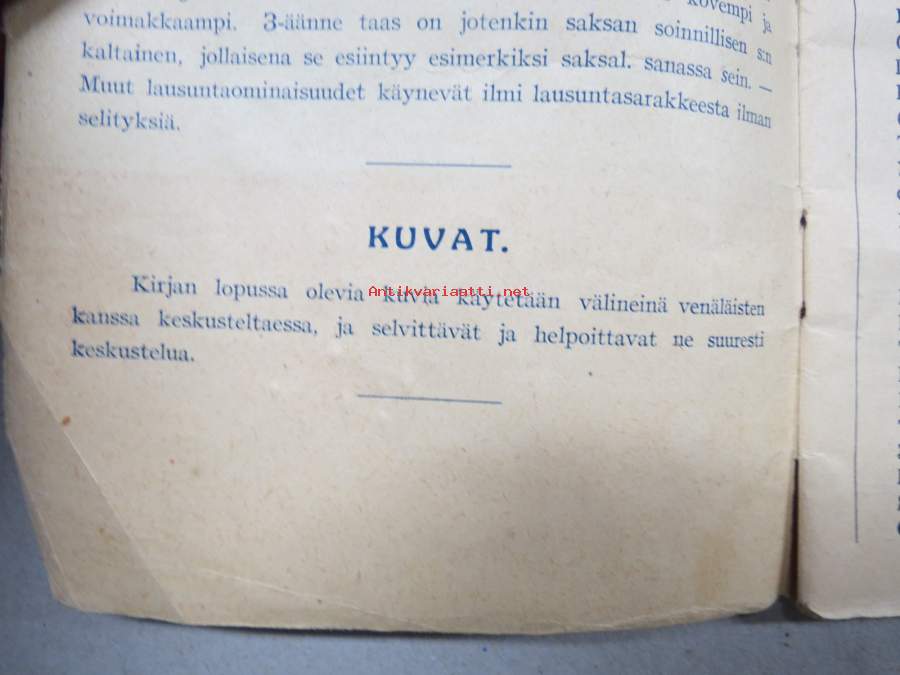 kovempi ja
voimakkaampi. 3-äänne taas on jotenkin saksan soinnillisen s:n
kaltainen, jollaisena se esiintyy esimerkiksi saksal. sanassa sein. —
Muut lausuntaominaisuudet käynevät ilmi lausuntasarakkeesta ilman
selityksiä.
KUVAT.
Kirjan lopussa olevia kuvia käytetään välineinä venäläisten
kanssa keskusteltaessa, ja selvittävät ja helpoittavat ne suuresti
keskustelua.
Antikvariaatti.net